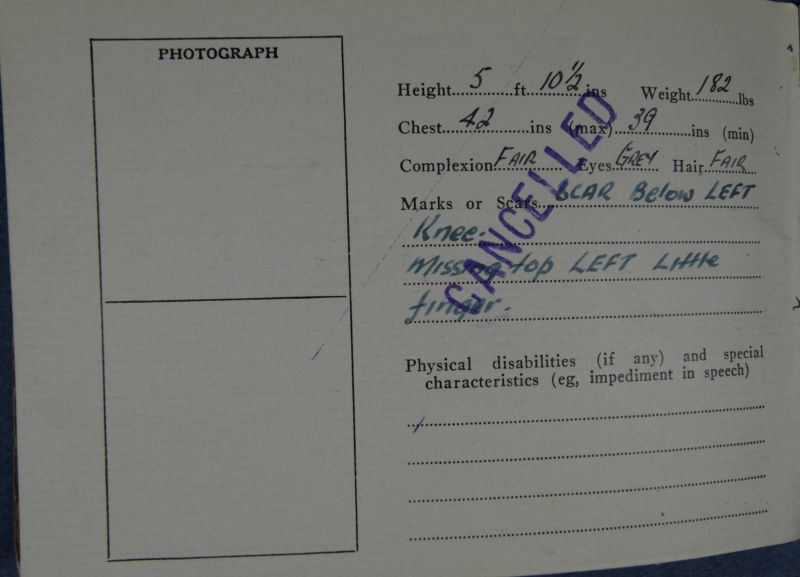 PHOTOGRAPH
Height 5 ft 10 1/2 ins Weight 182 lbs
Chest 42 ins (max) 39 ins (min)
Complexion FAIR Eyes GREY Hair FAIR
Marks or Scars SCAR Below LEFT
Knee.
Missing top LEFT Little
finger.
CANCELLED
Physical disabilities (if any) and special
characteristics (eg, impediment in speech)